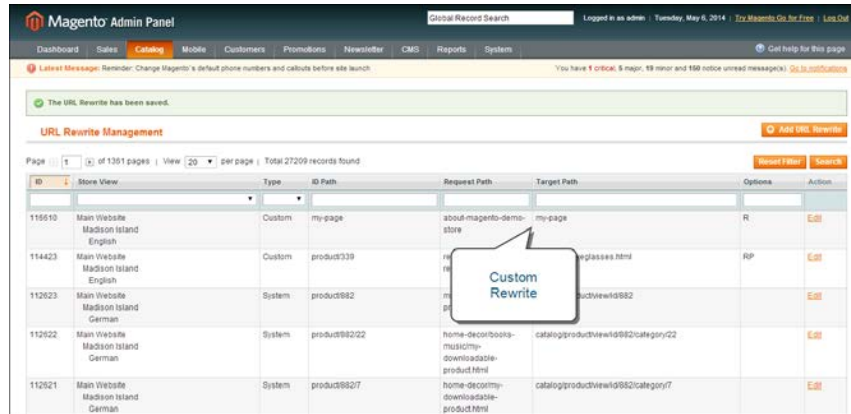 Magento Admin Panel
Global Record Search
Logged in as admin | Tuesday, May 6, 2014 | Try Magento Go for Free | Log Out
Dashboard Sales Catalog Mobile Customers Promotions Newsletter CMS Reports System
Get help for this page
Latest Message: Reminder: Change Magento's default phone numbers and callouts before site launch
You have 1 critical, 5 major, 19 minor and 150 notice unread message(s). Go to notifications
The URL Rewrite has been saved.
URL Rewrite Management
Add URL Rewrite
Page 1 of 1361 pages | View 20 per page | Total 27209 records found
Reset Filter Search
ID Store View Type ID Path Request Path Target Path Options Action
116610 Main Website Custom my-page about-magento-demo- my-page R Edit
Madison Island store
English
114423 Main Website Custom product/339 eglasses.html RP Edit
Madison Island
English
Custom
Rewrite
112623 Main Website System product/882 Edit
Madison Island
German
112622 Main Website System product/882/22 home-decor/books- catalog/product/view/id/882/category/22 Edit
Madison Island music/my-
German downloadable-
product.html
112621 Main Website System product/882/7 home-decor/my- catalog/product/view/id/882/category/7 Edit
Madison Island downloadable-
German product.html